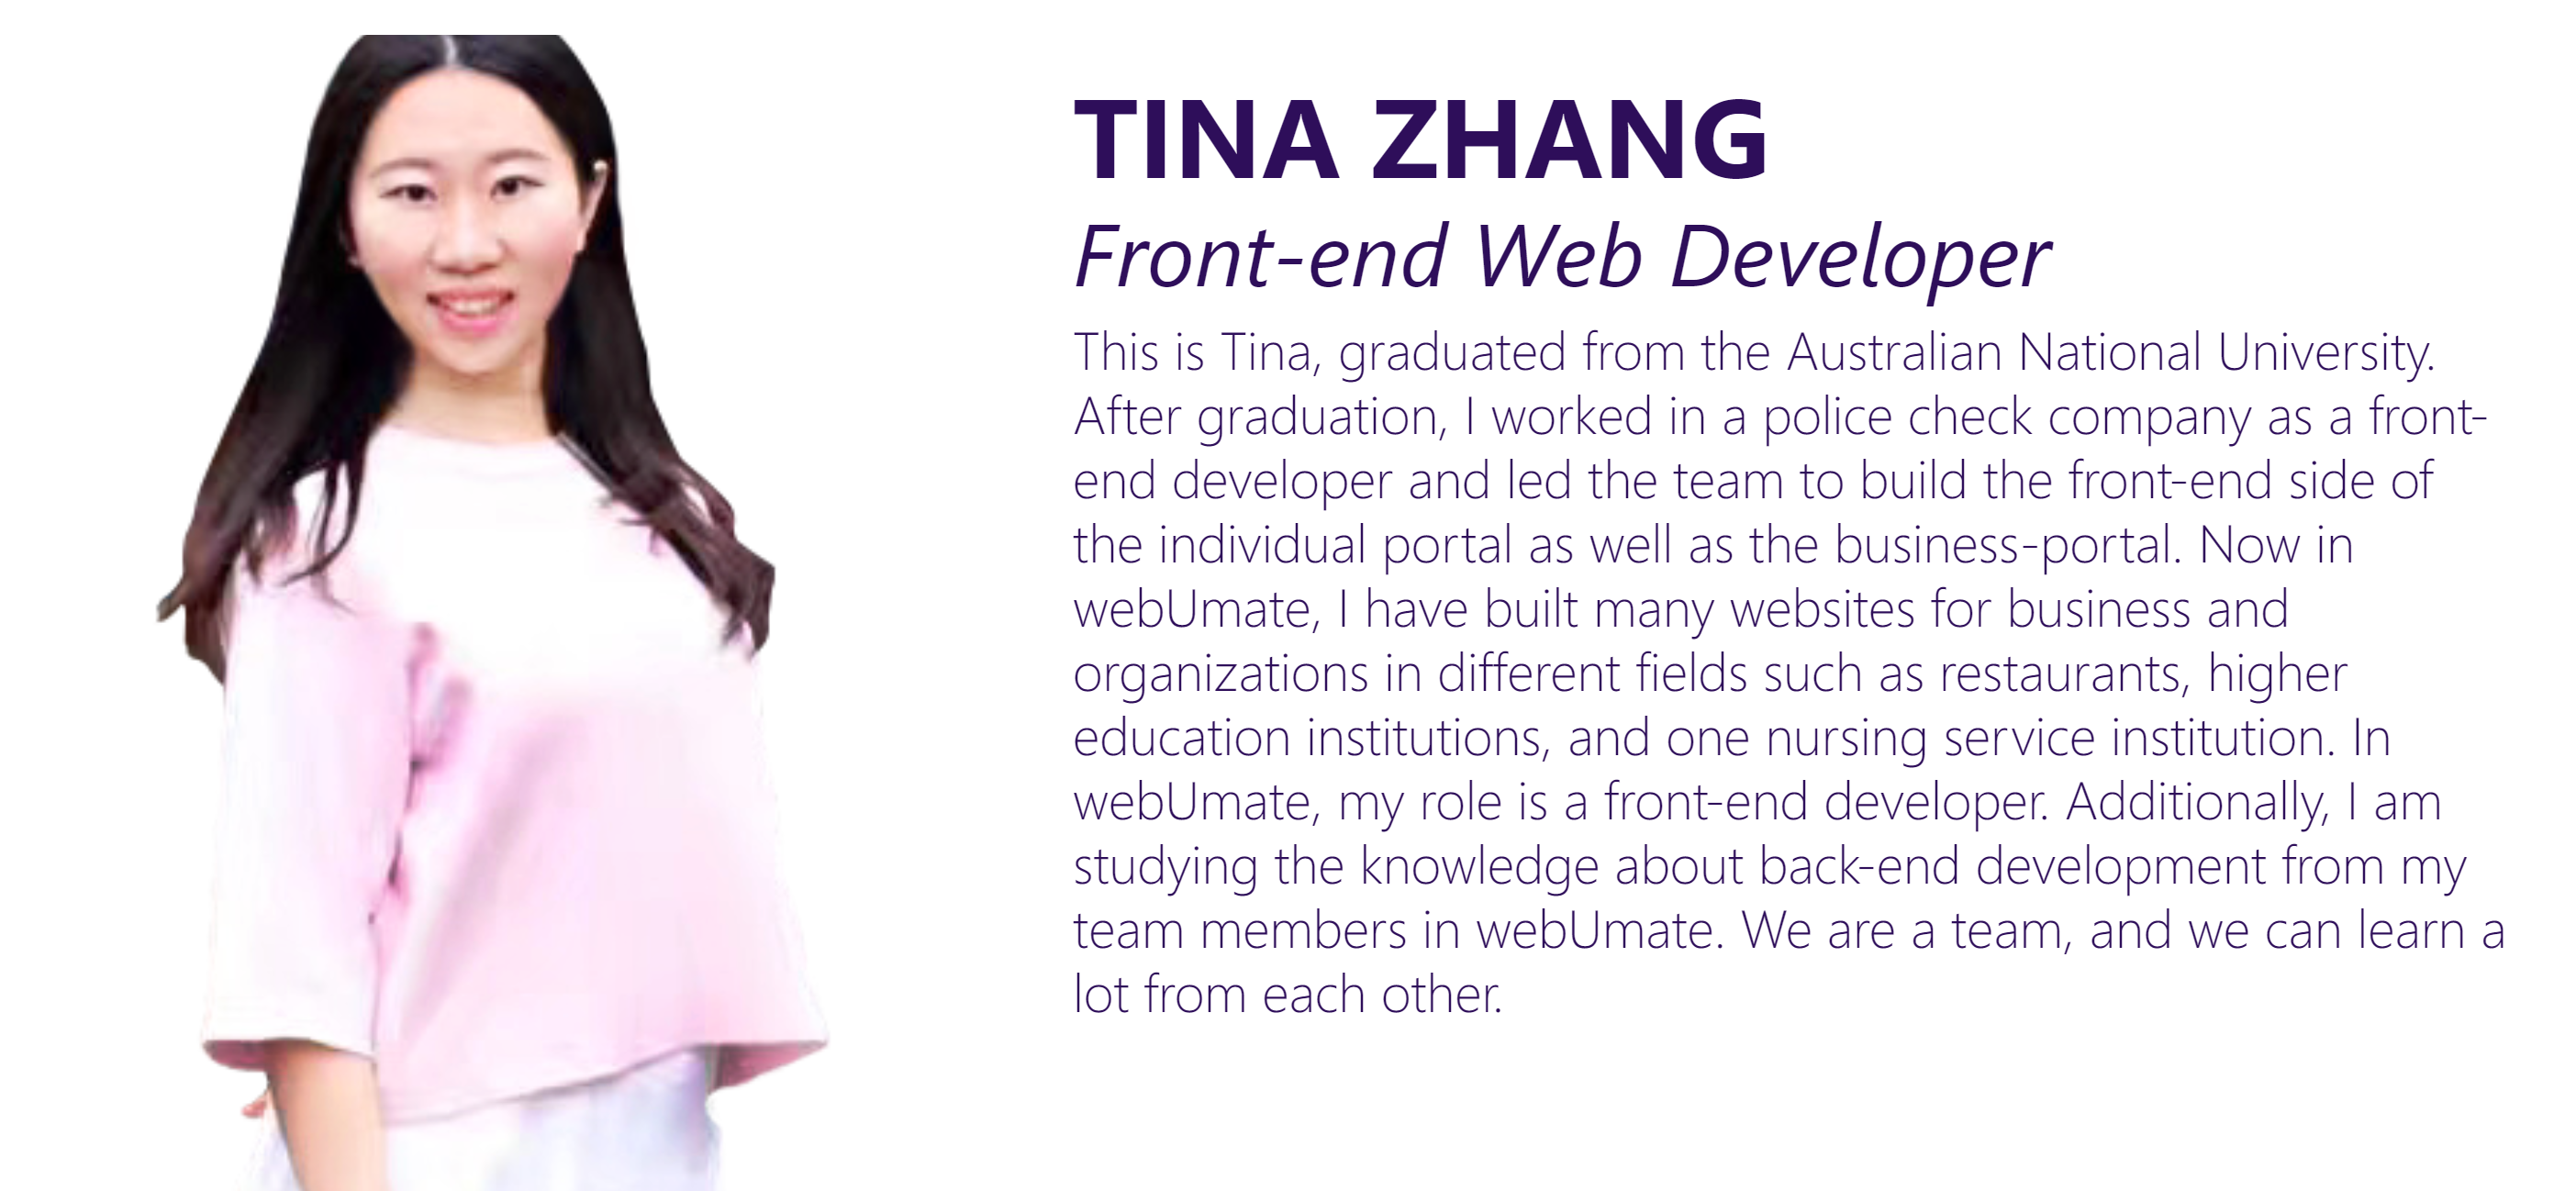 TINA ZHANG
Front-end Web Developer
This is Tina, graduated from the Australian National University.
After graduation, I worked in a police check company as a front-
end developer and led the team to build the front-end side of
the individual portal as well as the business-portal. Now in
webUmate, I have built many websites for business and
organizations in different fields such as restaurants, higher
education institutions, and one nursing service institution. In
webUmate, my role is a front-end developer. Additionally, I am
studying the knowledge about back-end development from my
team members in webUmate. We are a team, and we can learn a
lot from each other.